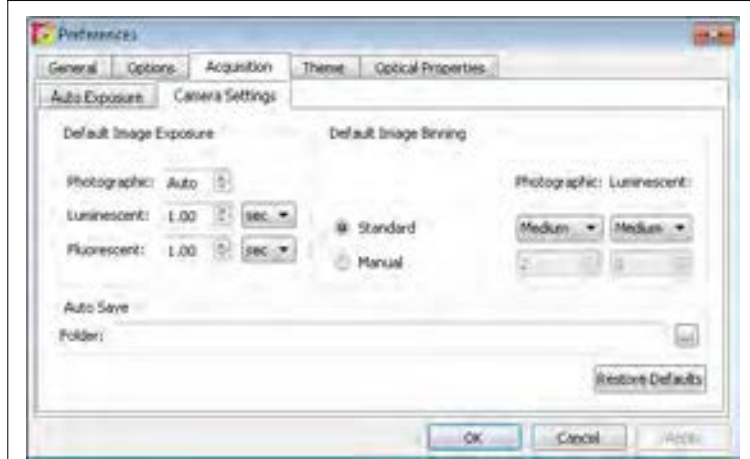 Preferences
General Options Acquisition Theme Optical Properties
Auto Exposure Camera Settings
Default Image Exposure Default Image Binning
Photographic: Auto Photographic: Luminescent:
Luminescent: 1.00 sec
Standard Medium Medium
Fluorescent: 1.00 sec
Manual
Auto Save
Folder: ...
Restore Defaults
OK Cancel Apply